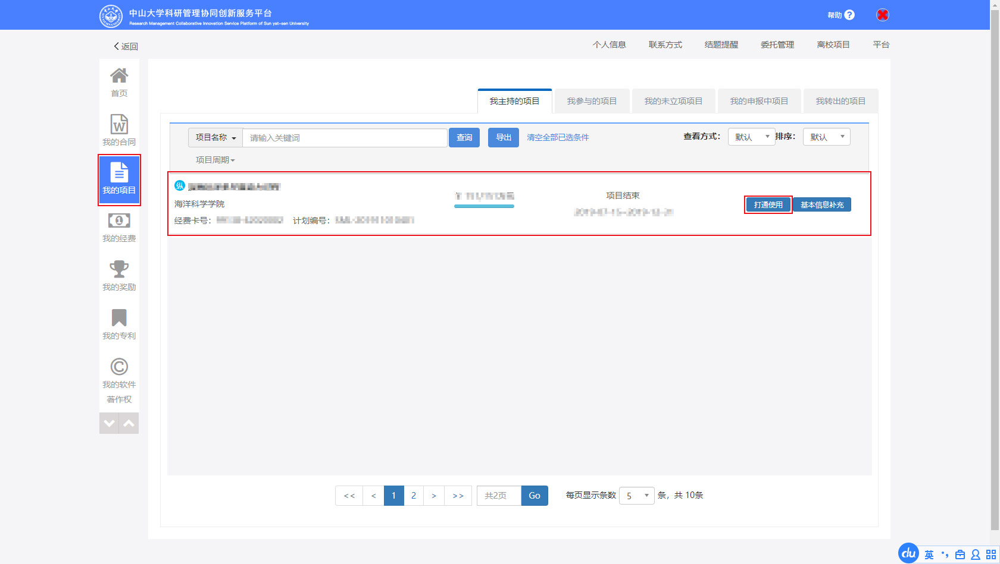 中山大学科研管理协同创新服务平台
Research Management Collaborative Innovation Service Platform of Sun yat-sen University
帮助 ?
返回
个人信息 联系方式 结题提醒 委托管理 离校项目 平台
首页
W
我的合同
我的项目
1
我的经费
我的奖励
我的专利
©
我的软件
著作权
我主持的项目 我参与的项目 我的未立项项目 我的申报中项目 我转出的项目
项目名称 请输入关键词 查询 导出 清空全部已选条件 查看方式： 默认 排序： 默认
项目周期
纵
海洋科学学院
经费卡号： 计划编号：
项目结束
打通使用 基本信息补充
<< < 1 2 > >> 共2页 Go 每页显示条数 5 条，共 10条
du 英